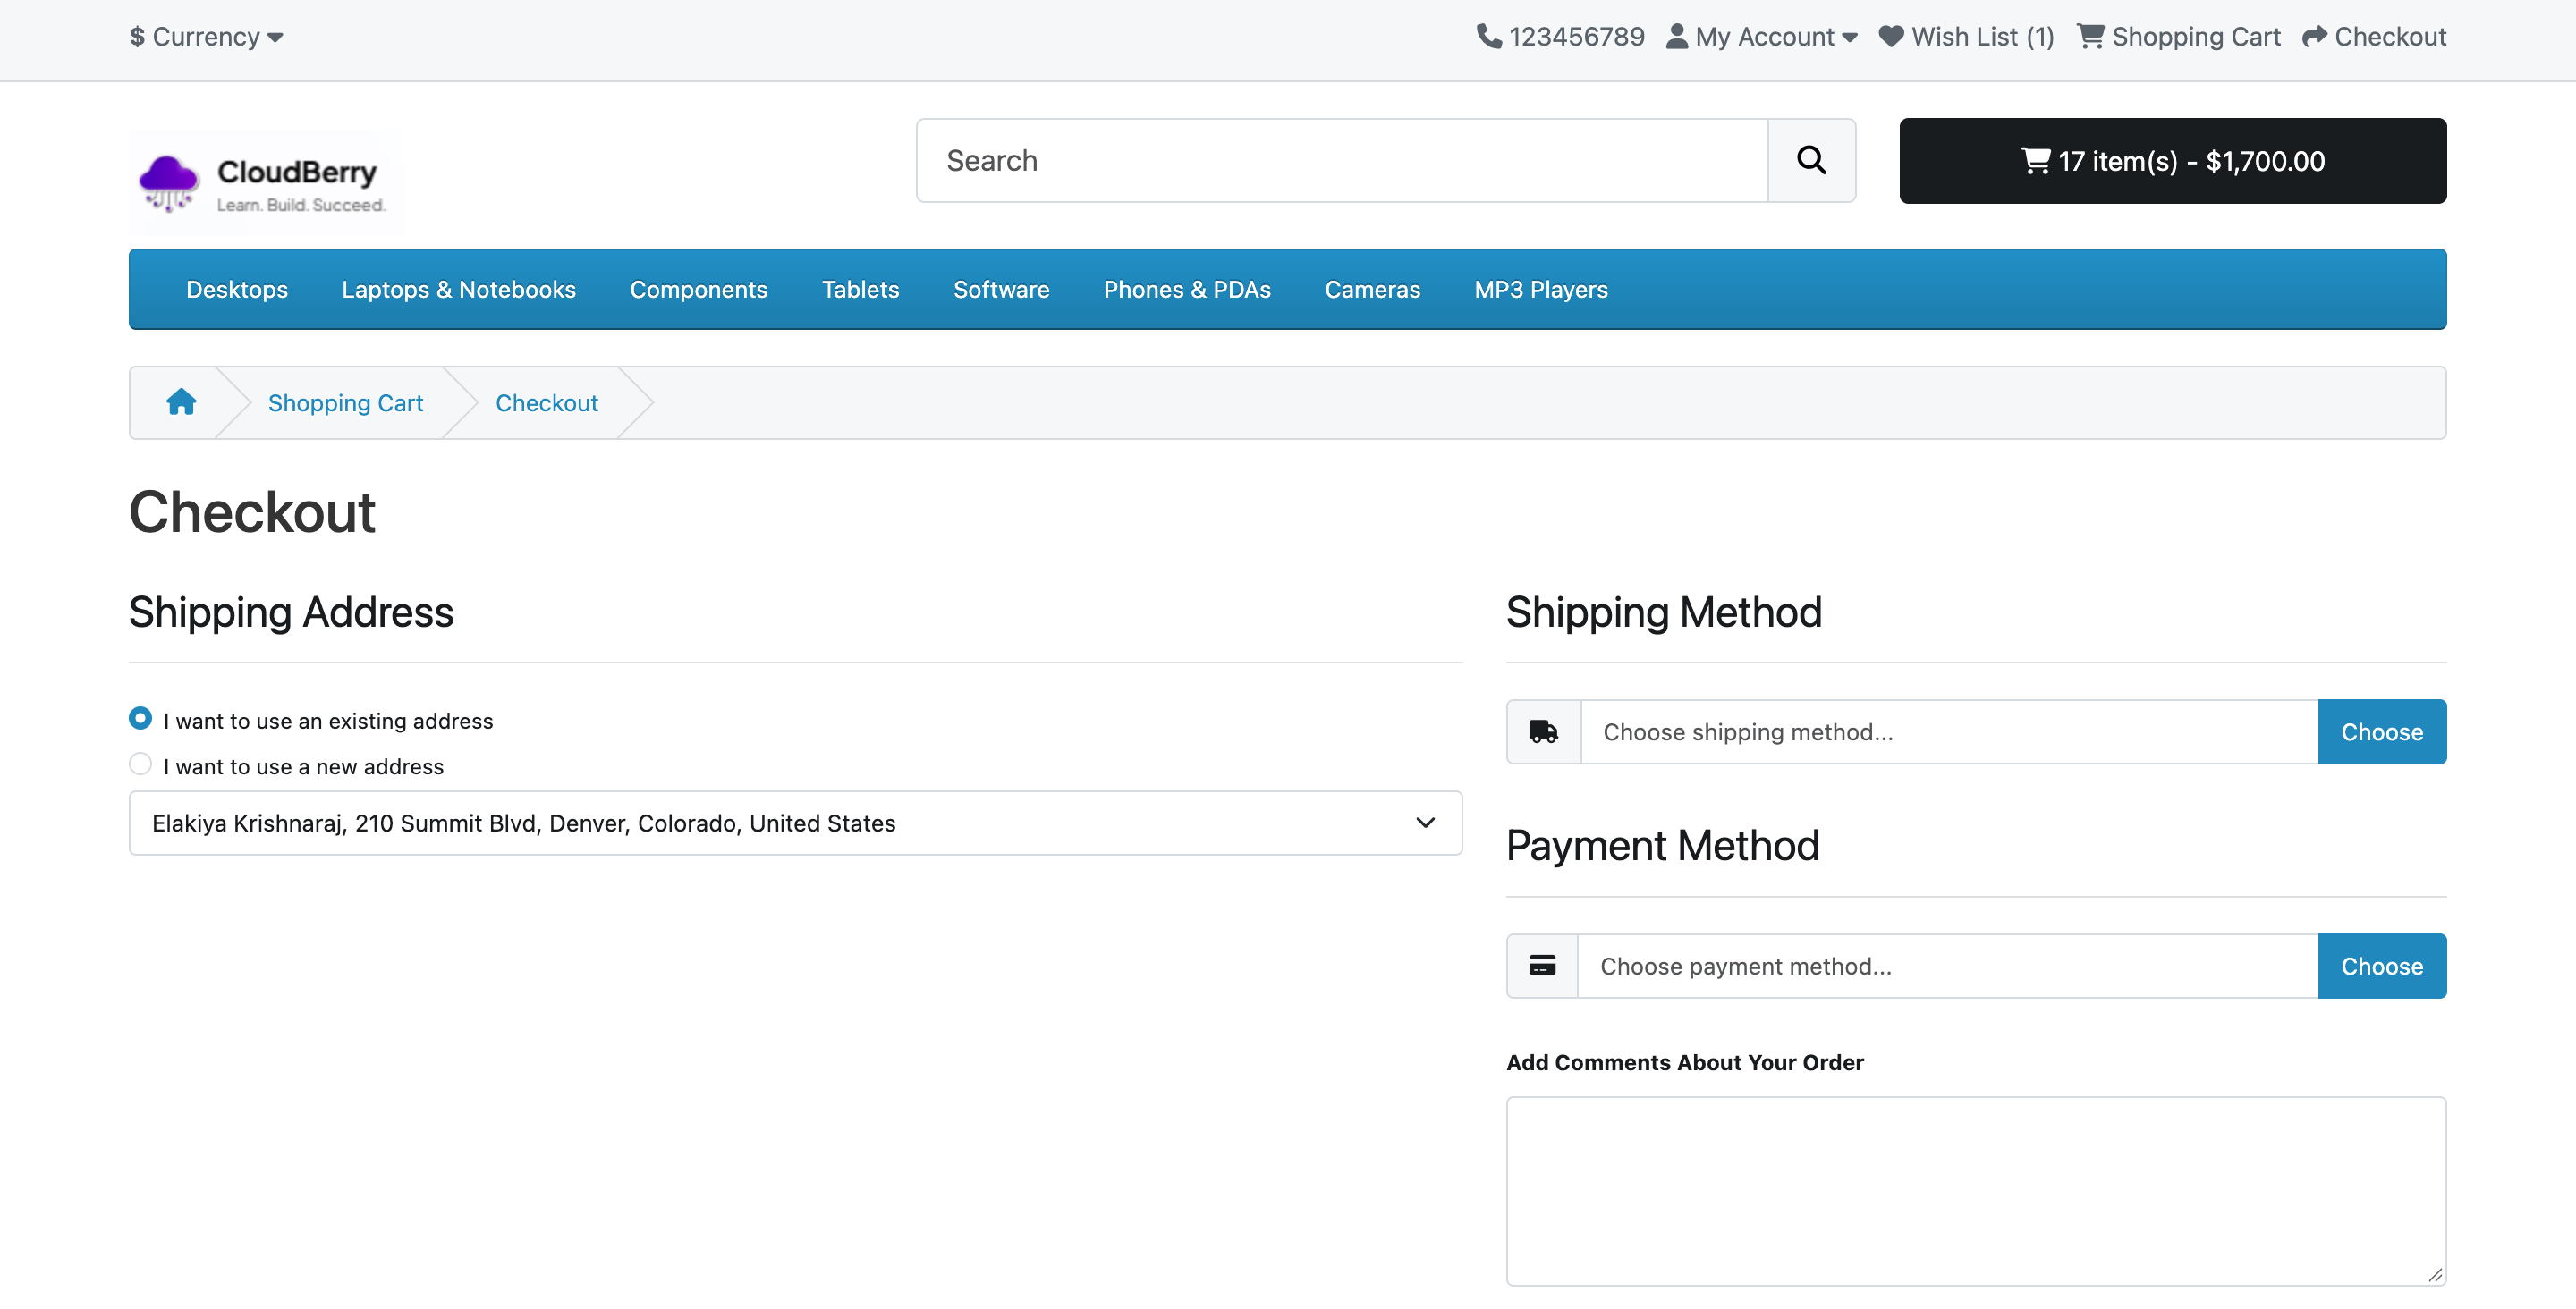 $ Currency
123456789 My Account Wish List (1) Shopping Cart Checkout
CloudBerry
Learn. Build. Succeed.
Search
17 item(s) - $1,700.00
Desktops Laptops & Notebooks Components Tablets Software Phones & PDAs Cameras MP3 Players
Shopping Cart Checkout
Checkout
Shipping Address
I want to use an existing address
I want to use a new address
Elakiya Krishnaraj, 210 Summit Blvd, Denver, Colorado, United States
Shipping Method
Choose shipping method... Choose
Payment Method
Choose payment method... Choose
Add Comments About Your Order